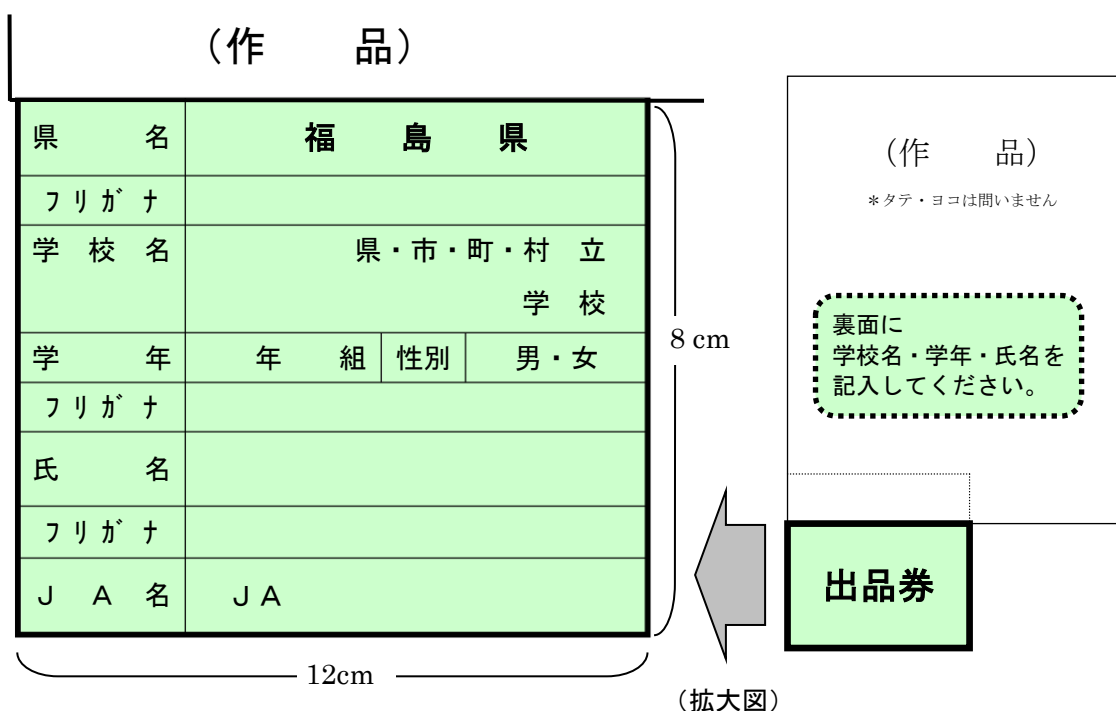 （作　　品）
県　　名　福　島　県
ﾌﾘｶﾞﾅ
学 校 名　県・市・町・村　立
学　校
学　　年　年　　組　性別　男・女
ﾌﾘｶﾞﾅ
氏　　名
ﾌﾘｶﾞﾅ
Ｊ Ａ 名　ＪＡ
8 cm
12cm
（作　　品）
＊タテ・ヨコは問いません
裏面に
学校名・学年・氏名を
記入してください。
出品券
（拡大図）